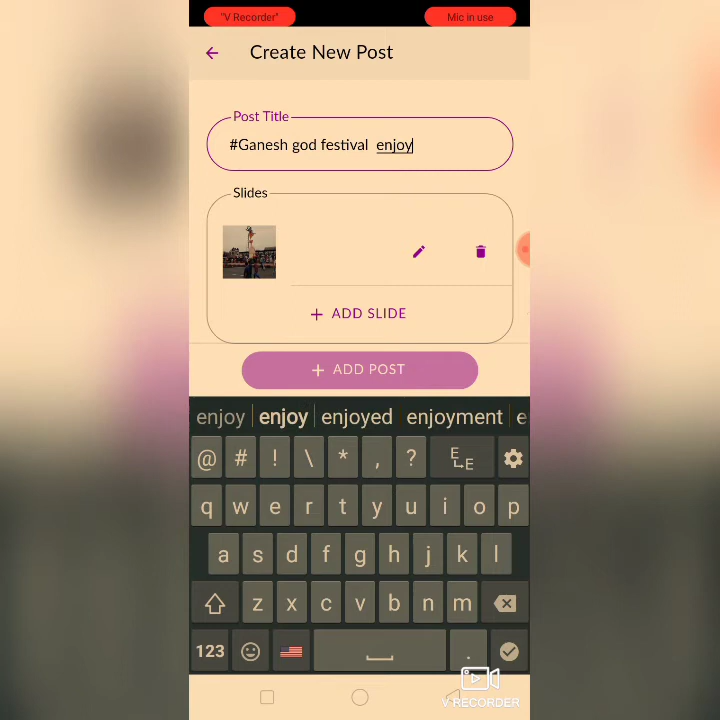 "V Recorder"
Mic in use
Create New Post
Post Title
#Ganesh god festival enjoy
Slides
+ ADD SLIDE
+ ADD POST
enjoy enjoy enjoyed enjoyment e
@ # ! \ * , ? E E
q w e r t y u i o p
a s d f g h j k l
z x c v b n m
123 .
V RECORDER